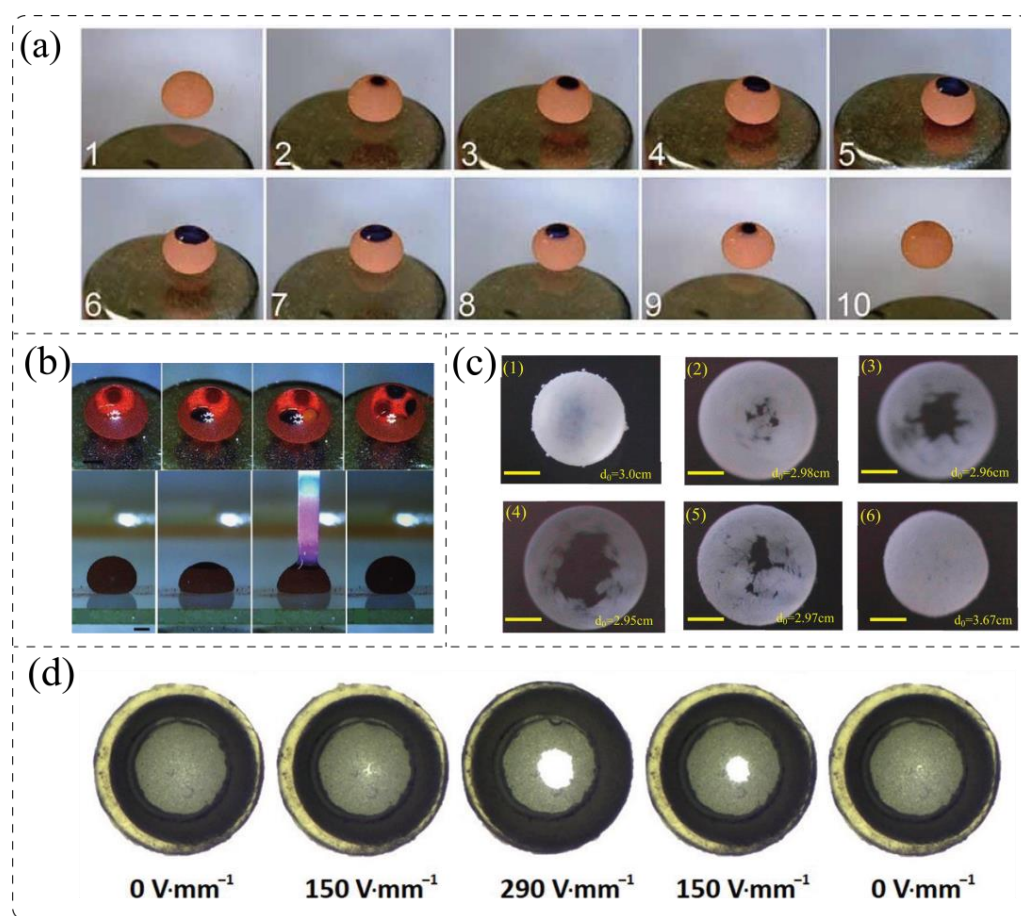 (a)
1 2 3 4 5
6 7 8 9 10
(b)
(c)
(1) (2) (3)
d₀=3.0cm d₀=2.98cm d₀=2.96cm
(4) (5) (6)
d₀=2.95cm d₀=2.97cm d₀=3.67cm
(d)
0 V·mm⁻¹ 150 V·mm⁻¹ 290 V·mm⁻¹ 150 V·mm⁻¹ 0 V·mm⁻¹